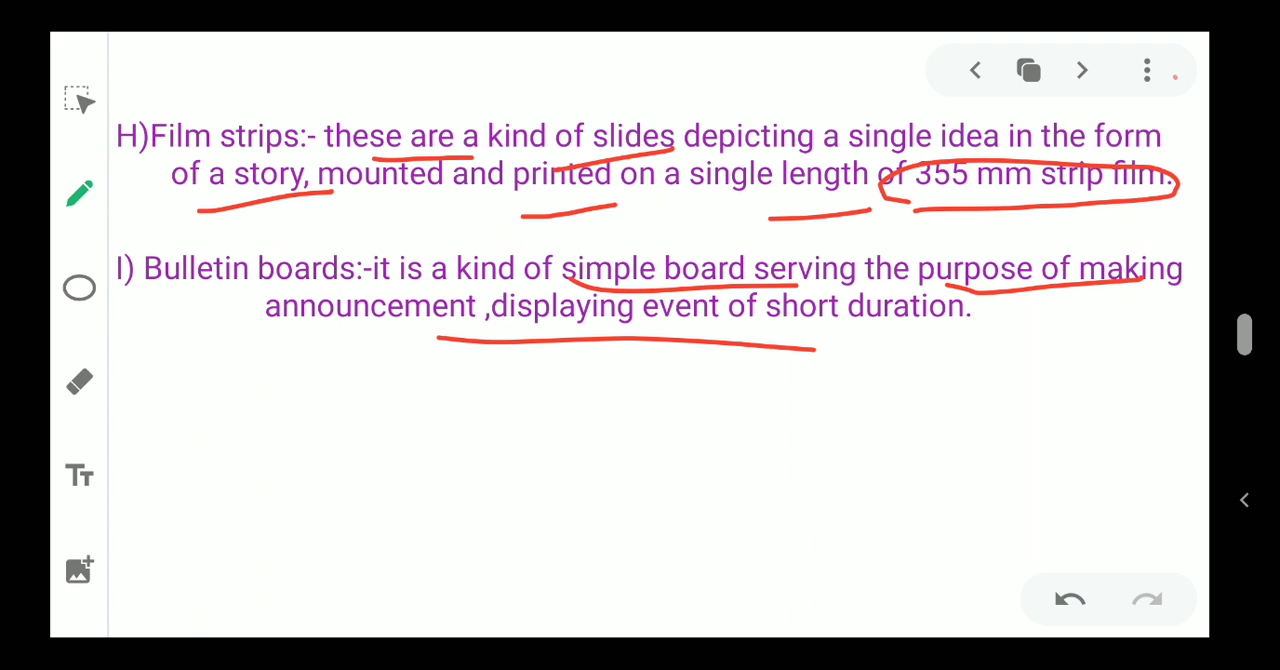 H)Film strips:- these are a kind of slides depicting a single idea in the form
of a story, mounted and printed on a single length of 355 mm strip film.
I) Bulletin boards:-it is a kind of simple board serving the purpose of making
announcement ,displaying event of short duration.
TT